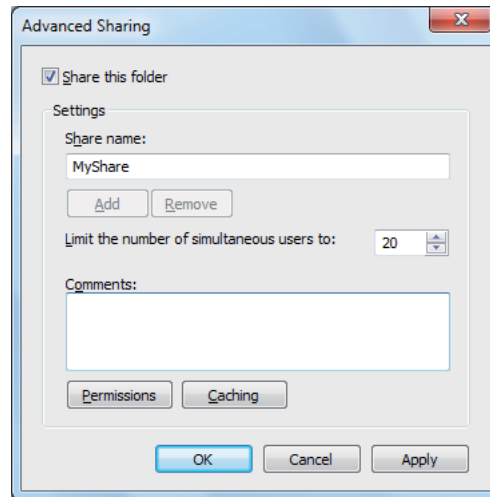 Advanced Sharing
Share this folder
Settings
Share name:
MyShare
Add Remove
Limit the number of simultaneous users to: 20
Comments:
Permissions Caching
OK Cancel Apply